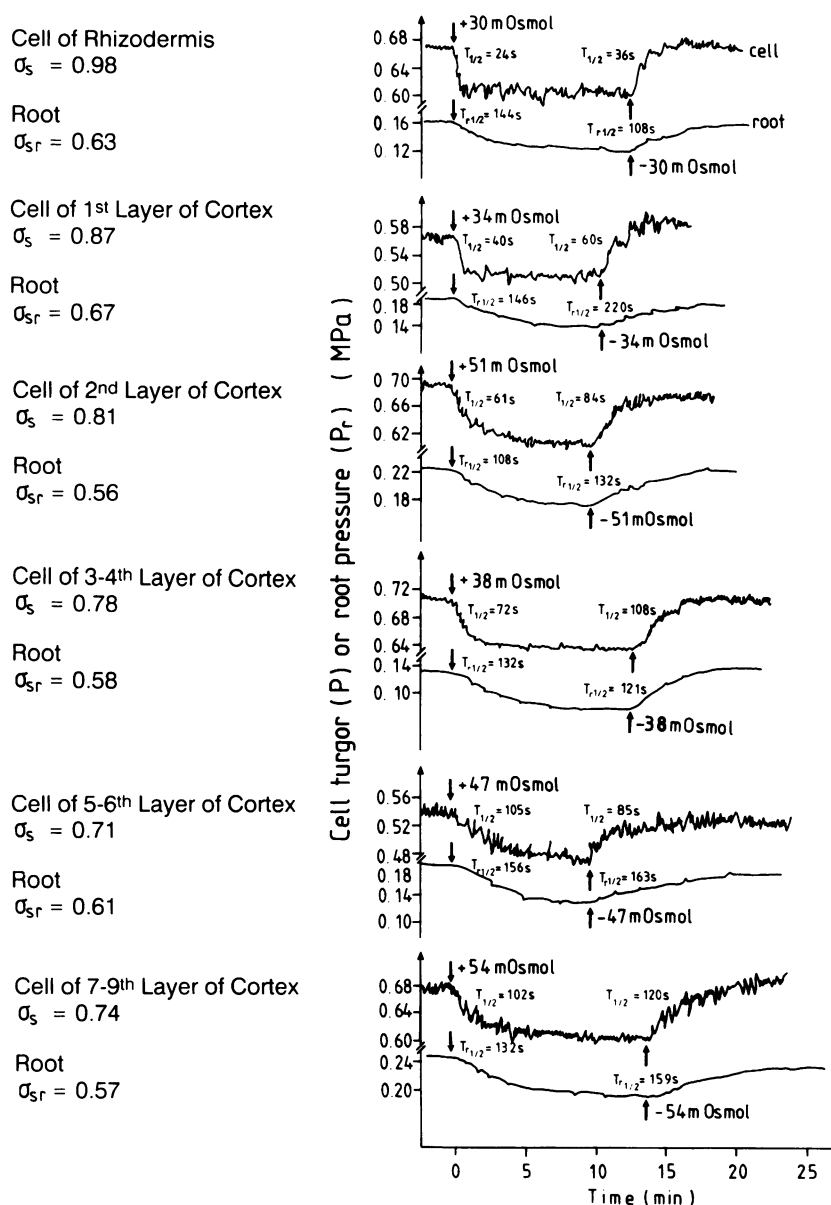 Cell of Rhizodermis
σs = 0.98
Root
σsr = 0.63
+30 mOsmol
0.68
0.64
0.60
T1/2 = 24s
T1/2 = 36s
cell
0.16
0.12
Tr1/2 = 144s
Tr1/2 = 108s
root
-30 m Osmol
Cell of 1st Layer of Cortex
σs = 0.87
Root
σsr = 0.67
+34 m Osmol
0.58
0.54
0.50
T1/2 = 40s
T1/2 = 60s
0.18
0.14
Tr1/2 = 146s
Tr1/2 = 220s
-34 m Osmol
Cell of 2nd Layer of Cortex
σs = 0.81
Root
σsr = 0.56
+51 m Osmol
0.70
0.66
0.62
T1/2 = 61s
T1/2 = 84s
0.22
0.18
Tr1/2 = 108s
Tr1/2 = 132s
-51 mOsmol
Cell of 3-4th Layer of Cortex
σs = 0.78
Root
σsr = 0.58
+38 m Osmol
0.72
0.68
0.64
T1/2 = 72s
T1/2 = 108s
0.14
0.10
Tr1/2 = 132s
Tr1/2 = 121s
-38 mOsmol
Cell of 5-6th Layer of Cortex
σs = 0.71
Root
σsr = 0.61
+47 mOsmol
0.56
0.52
0.48
T1/2 = 105s
T1/2 = 85s
0.18
0.14
0.10
Tr1/2 = 156s
Tr1/2 = 163s
-47 mOsmol
Cell of 7-9th Layer of Cortex
σs = 0.74
Root
σsr = 0.57
+54 mOsmol
0.68
0.64
0.60
T1/2 = 102s
T1/2 = 120s
0.24
0.20
Tr1/2 = 132s
Tr1/2 = 159s
-54 mOsmol
Cell turgor (P) or root pressure (Pr) (MPa)
0 5 10 15 20 25
Time (min)